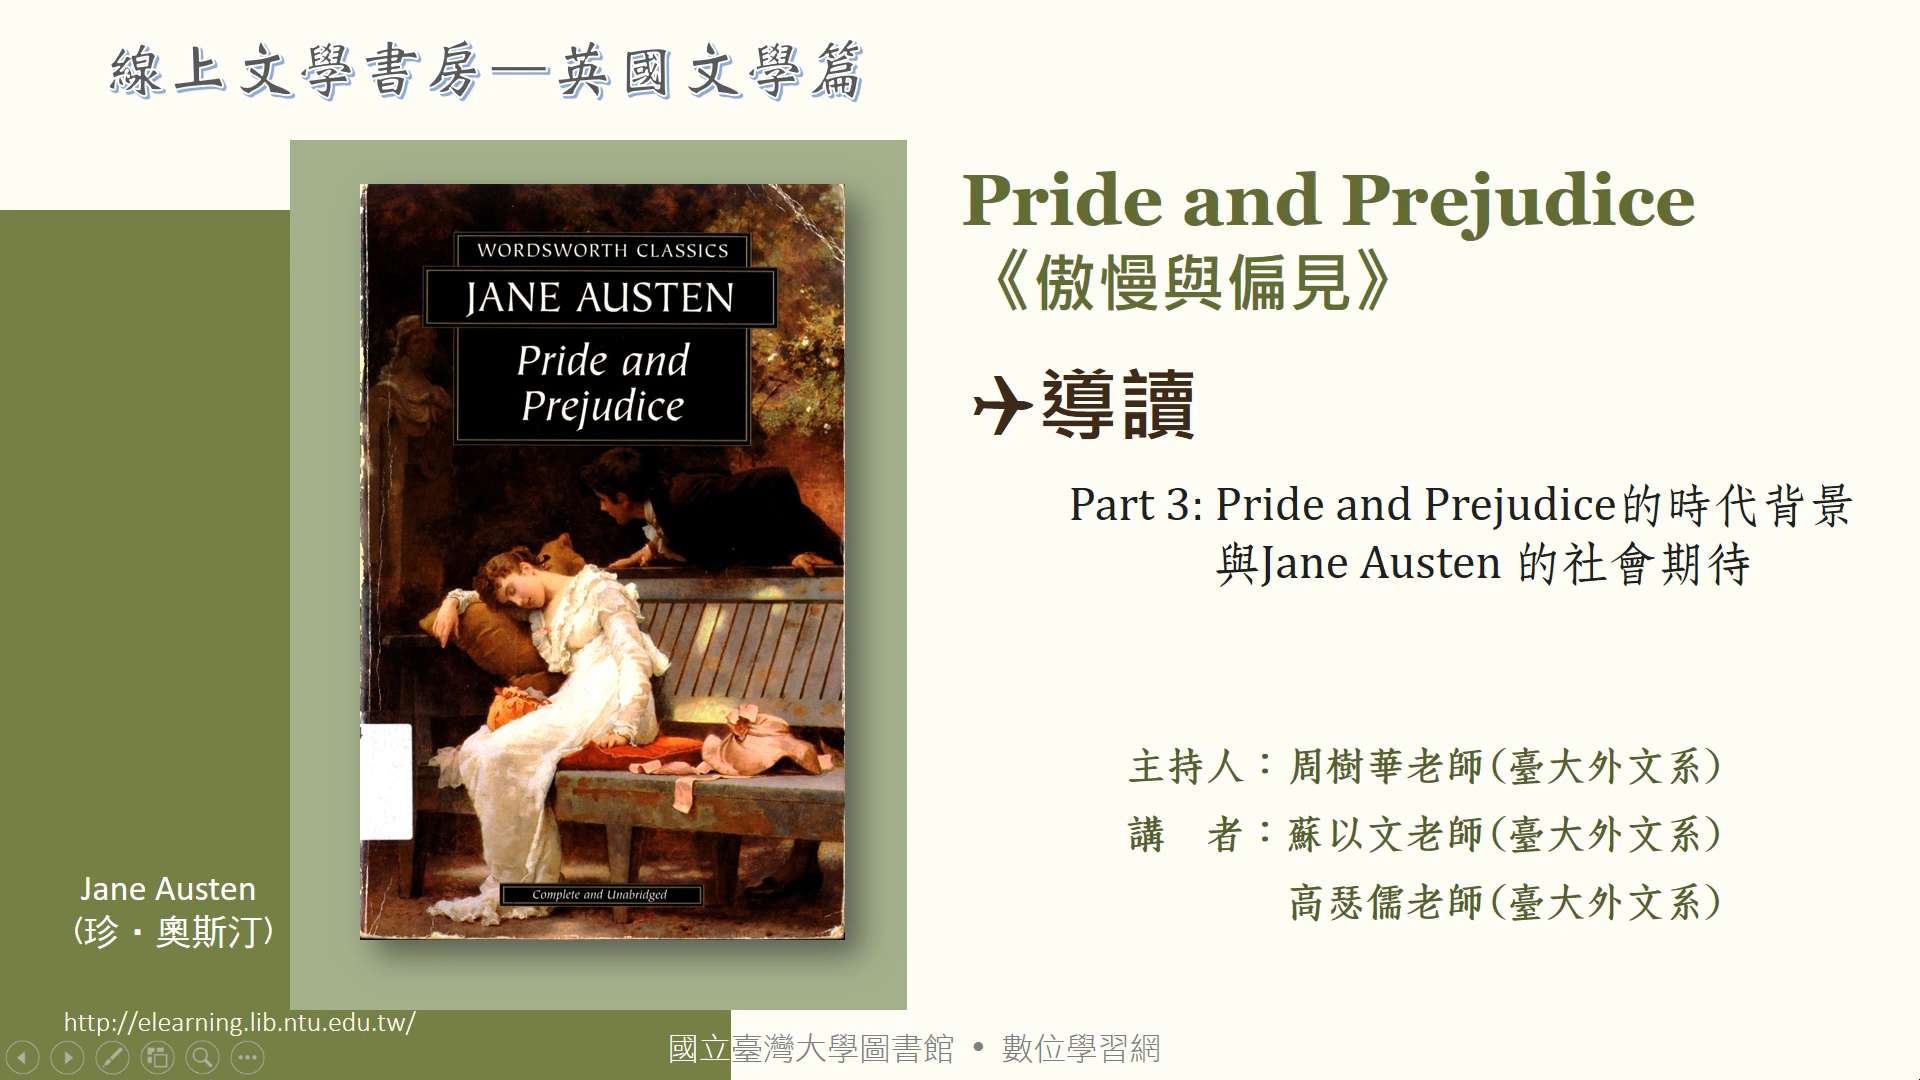 線上文學書房—英國文學篇
WORDSWORTH CLASSICS
JANE AUSTEN
Pride and
Prejudice
Complete and Unabridged
Pride and Prejudice
《傲慢與偏見》
✈導讀
Part 3: Pride and Prejudice的時代背景
與Jane Austen 的社會期待
主持人：周樹華老師(臺大外文系)
講　者：蘇以文老師(臺大外文系)
高瑟儒老師(臺大外文系)
Jane Austen
(珍・奧斯汀)
http://elearning.lib.ntu.edu.tw/
國立臺灣大學圖書館 • 數位學習網